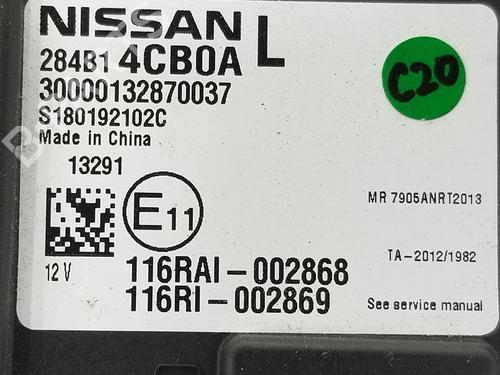 NISSAN L
284B1 4CB0A
C20
30000132870037
S180192102C
Made in China
13291
MR 7905ANRT2013
E11
TA-2012/1982
12 V
116RAI-002868
116RI-002869
See service manual